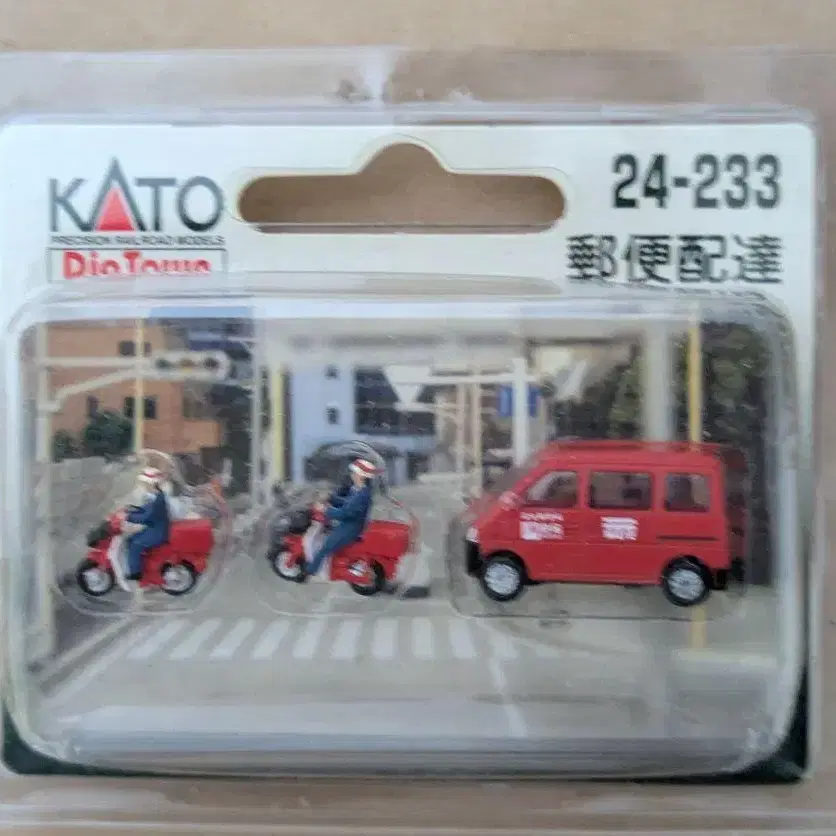 KATO
PRECISION RAILROAD MODELS
DioTown
24-233
郵便配達